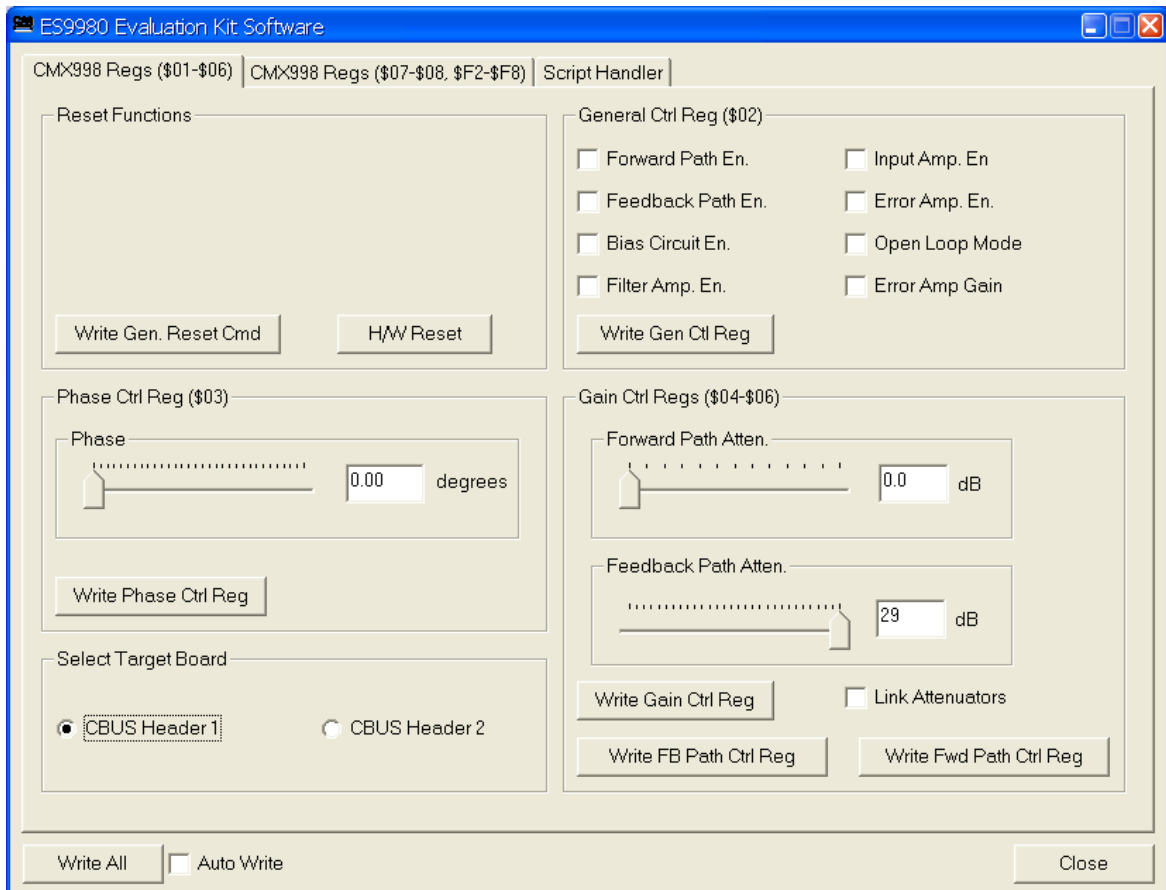 ES9980 Evaluation Kit Software
CMX998 Regs ($01-$06)
CMX998 Regs ($07-$08, $F2-$F8)
Script Handler
Reset Functions
Write Gen. Reset Cmd
H/W Reset
General Ctrl Reg ($02)
Forward Path En.
Input Amp. En
Feedback Path En.
Error Amp. En.
Bias Circuit En.
Open Loop Mode
Filter Amp. En.
Error Amp Gain
Write Gen Ctl Reg
Phase Ctrl Reg ($03)
Phase
0.00
degrees
Write Phase Ctrl Reg
Gain Ctrl Regs ($04-$06)
Forward Path Atten.
0.0
dB
Feedback Path Atten.
29
dB
Write Gain Ctrl Reg
Link Attenuators
Write FB Path Ctrl Reg
Write Fwd Path Ctrl Reg
Select Target Board
CBUS Header 1
CBUS Header 2
Write All
Auto Write
Close